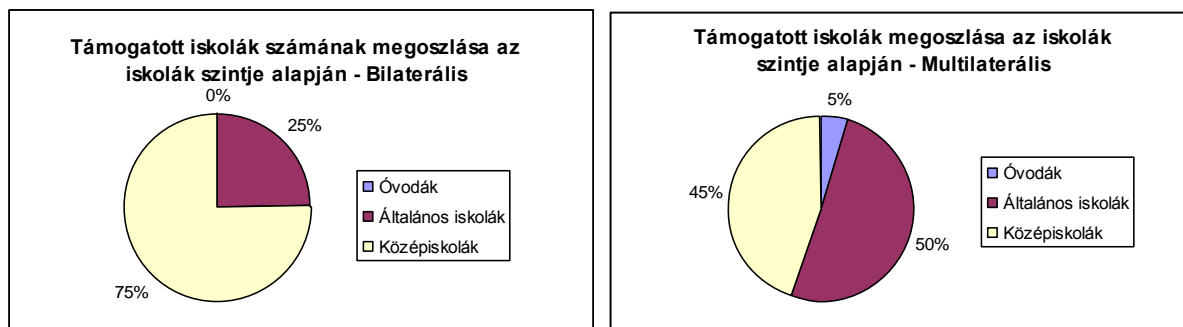 Támogatott iskolák számának megoszlása az
iskolák szintje alapján - Bilaterális
0%
25%
75%
Óvodák
Általános iskolák
Középiskolák
Támogatott iskolák megoszlása az iskolák
szintje alapján - Multilaterális
5%
45%
50%
Óvodák
Általános iskolák
Középiskolák